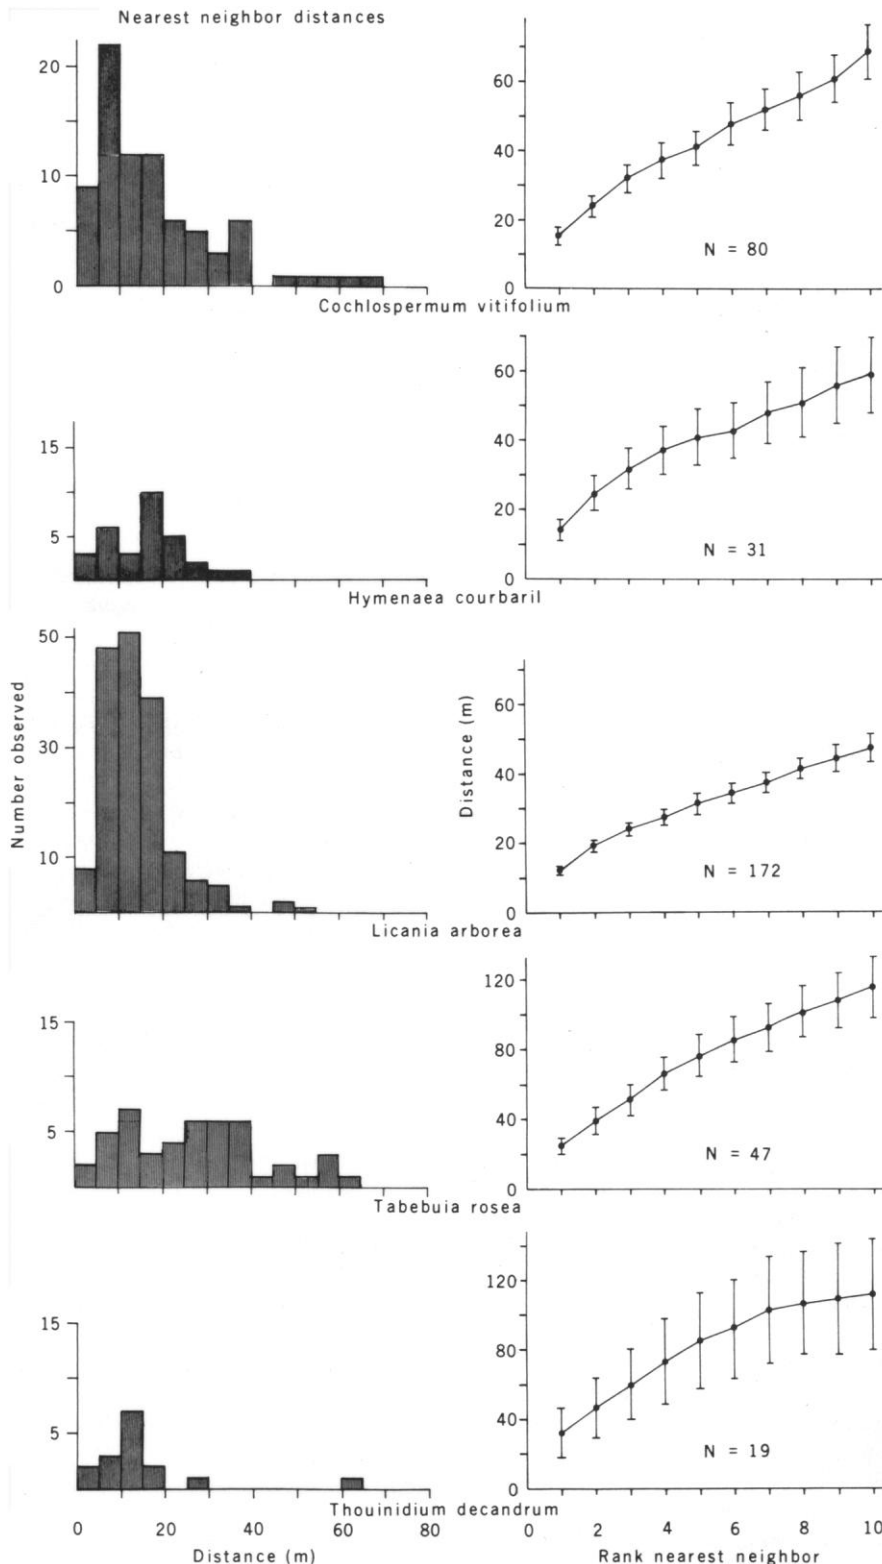 Nearest neighbor distances
20
10
0
60
40
20
0
N = 80
Cochlospermum vitifolium
15
5
60
40
20
0
N = 31
Hymenaea courbaril
Number observed
50
30
10
Distance (m)
60
40
20
0
N = 172
Licania arborea
15
5
120
80
40
0
N = 47
Tabebuia rosea
15
5
120
80
40
0
N = 19
Thouinidium decandrum
0 20 40 60 80
Distance (m)
0 2 4 6 8 10
Rank nearest neighbor